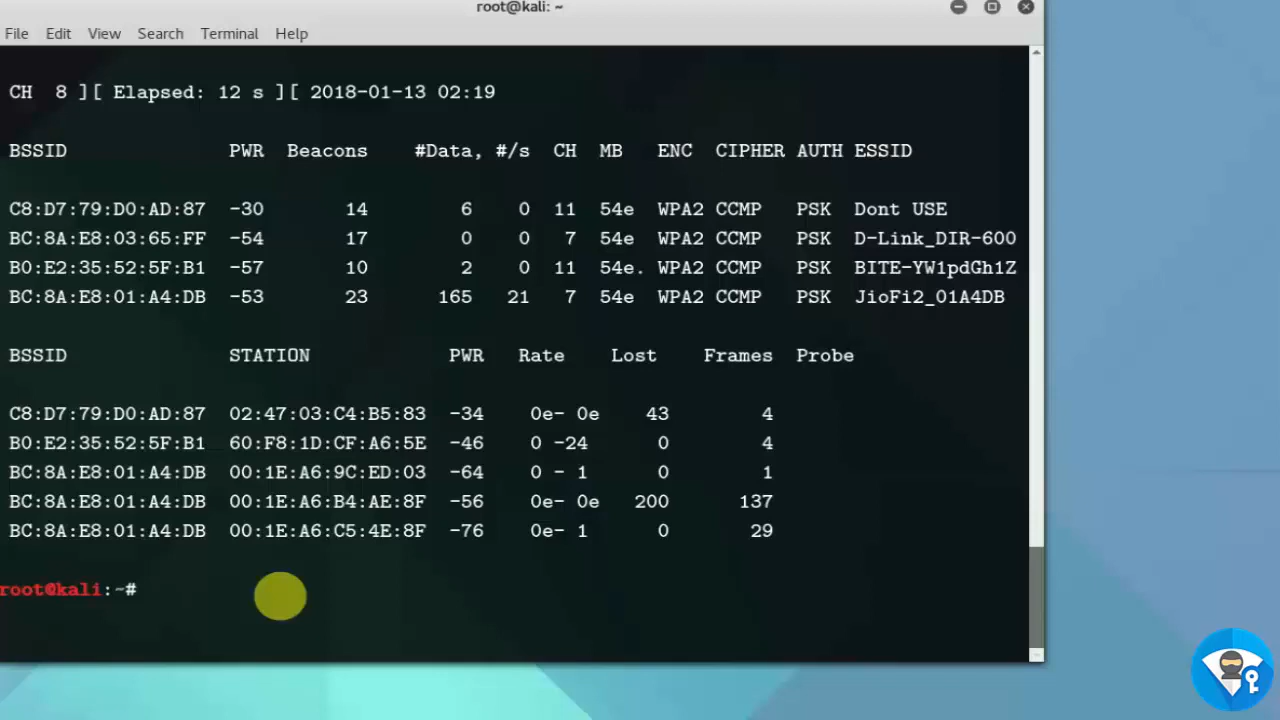 root@kali: ~
File Edit View Search Terminal Help
CH 8 ][ Elapsed: 12 s ][ 2018-01-13 02:19
BSSID PWR Beacons #Data, #/s CH MB ENC CIPHER AUTH ESSID
C8:D7:79:D0:AD:87 -30 14 6 0 11 54e WPA2 CCMP PSK Dont USE
BC:8A:E8:03:65:FF -54 17 0 0 7 54e WPA2 CCMP PSK D-Link_DIR-600
B0:E2:35:52:5F:B1 -57 10 2 0 11 54e. WPA2 CCMP PSK BITE-YW1pdGh1Z
BC:8A:E8:01:A4:DB -53 23 165 21 7 54e WPA2 CCMP PSK JioFi2_01A4DB
BSSID STATION PWR Rate Lost Frames Probe
C8:D7:79:D0:AD:87 02:47:03:C4:B5:83 -34 0e- 0e 43 4
B0:E2:35:52:5F:B1 60:F8:1D:CF:A6:5E -46 0 -24 0 4
BC:8A:E8:01:A4:DB 00:1E:A6:9C:ED:03 -64 0 - 1 0 1
BC:8A:E8:01:A4:DB 00:1E:A6:B4:AE:8F -56 0e- 0e 200 137
BC:8A:E8:01:A4:DB 00:1E:A6:C5:4E:8F -76 0e- 1 0 29
root@kali:~#